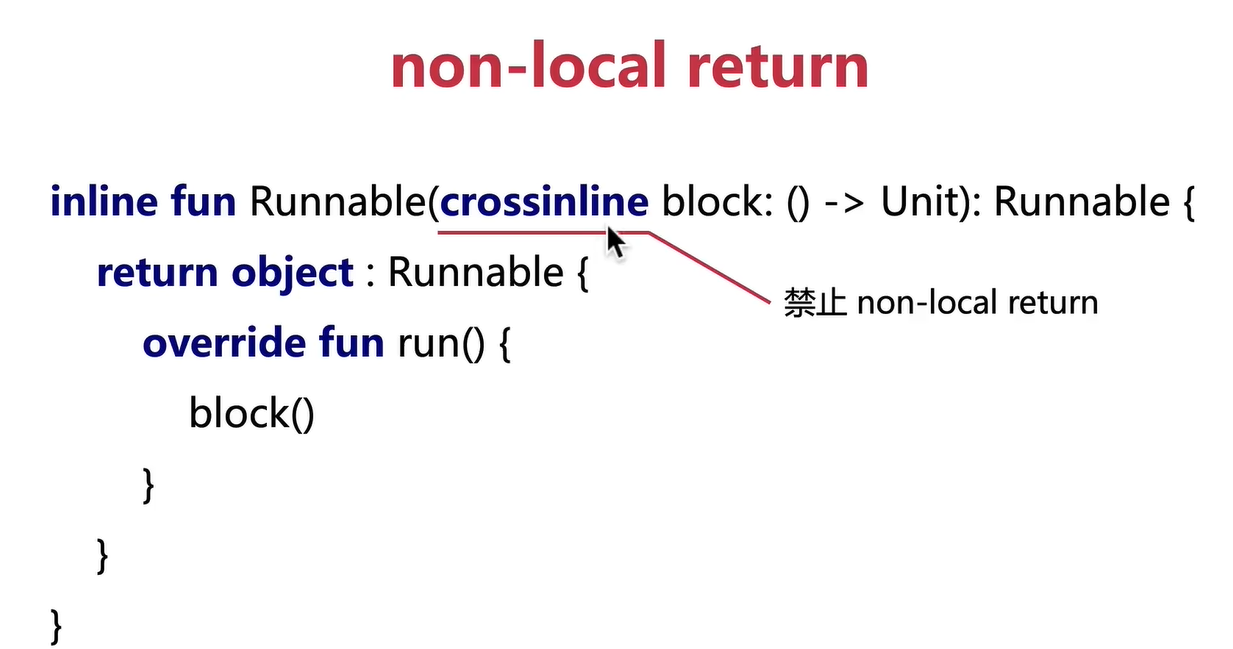 non-local return
inline fun Runnable(crossinline block: () -> Unit): Runnable {
return object : Runnable {
禁止 non-local return
override fun run() {
block()
}
}
}